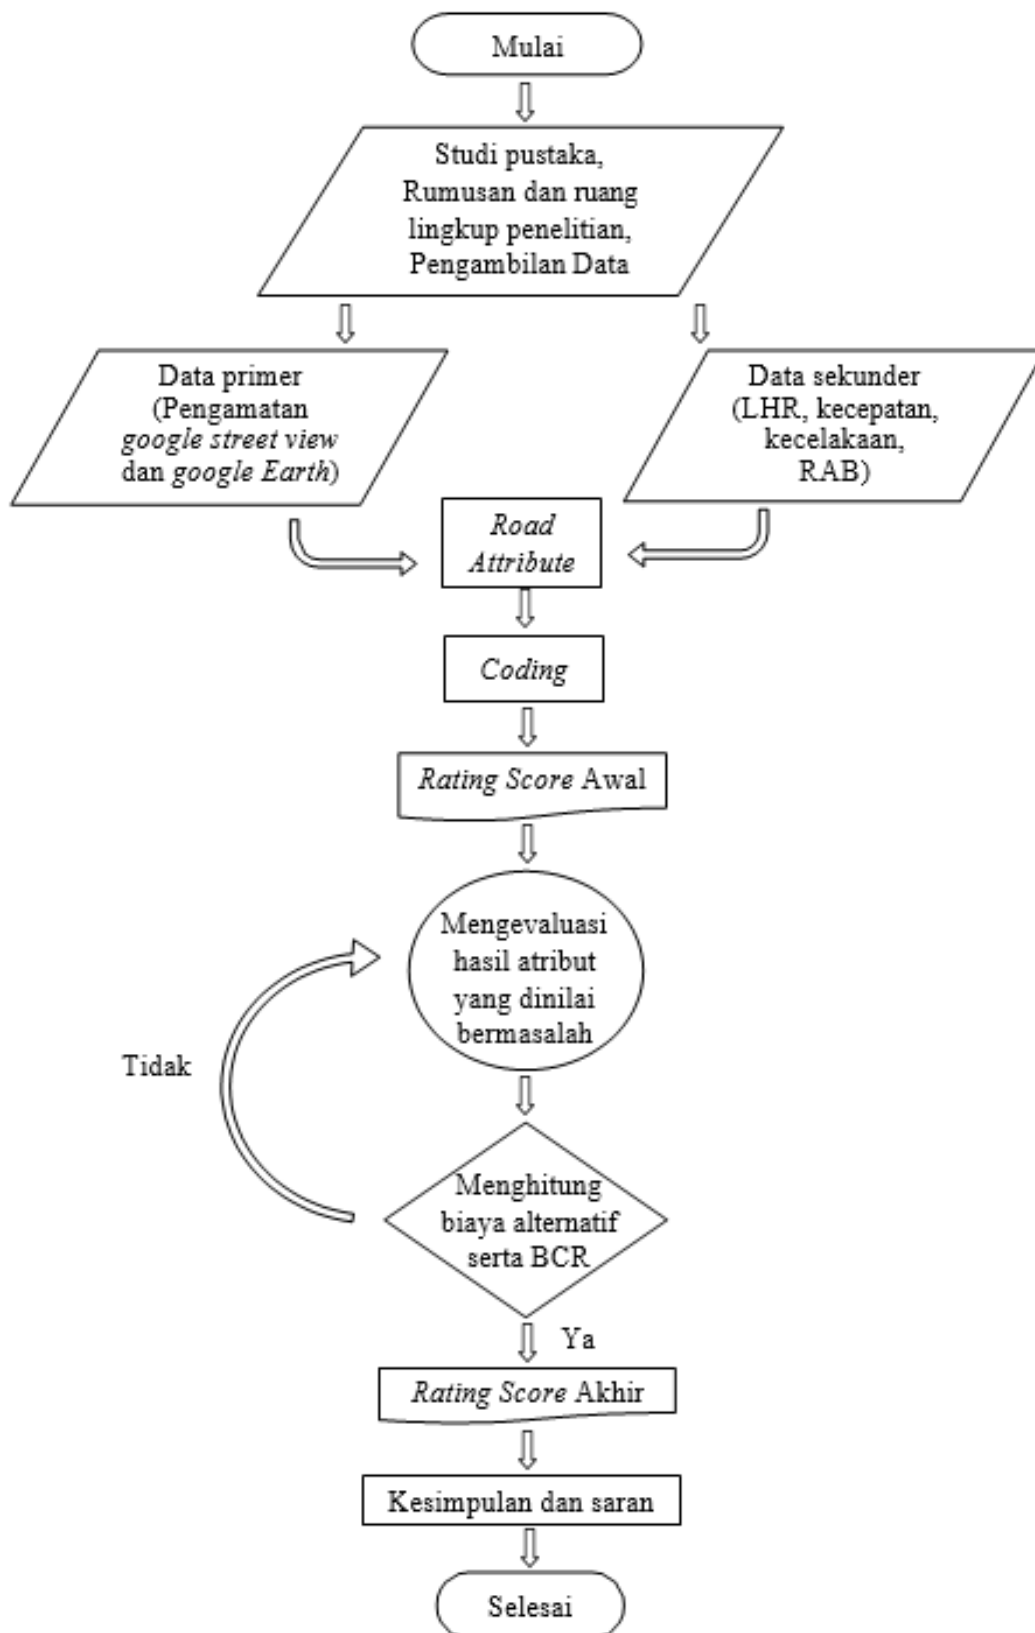 Mulai
Studi pustaka,
Rumusan dan ruang
lingkup penelitian,
Pengambilan Data
Data primer
(Pengamatan
google street view
dan google Earth)
Data sekunder
(LHR, kecepatan,
kecelakaan,
RAB)
Road
Attribute
Coding
Rating Score Awal
Mengevaluasi
hasil atribut
yang dinilai
bermasalah
Tidak
Menghitung
biaya alternatif
serta BCR
Ya
Rating Score Akhir
Kesimpulan dan saran
Selesai